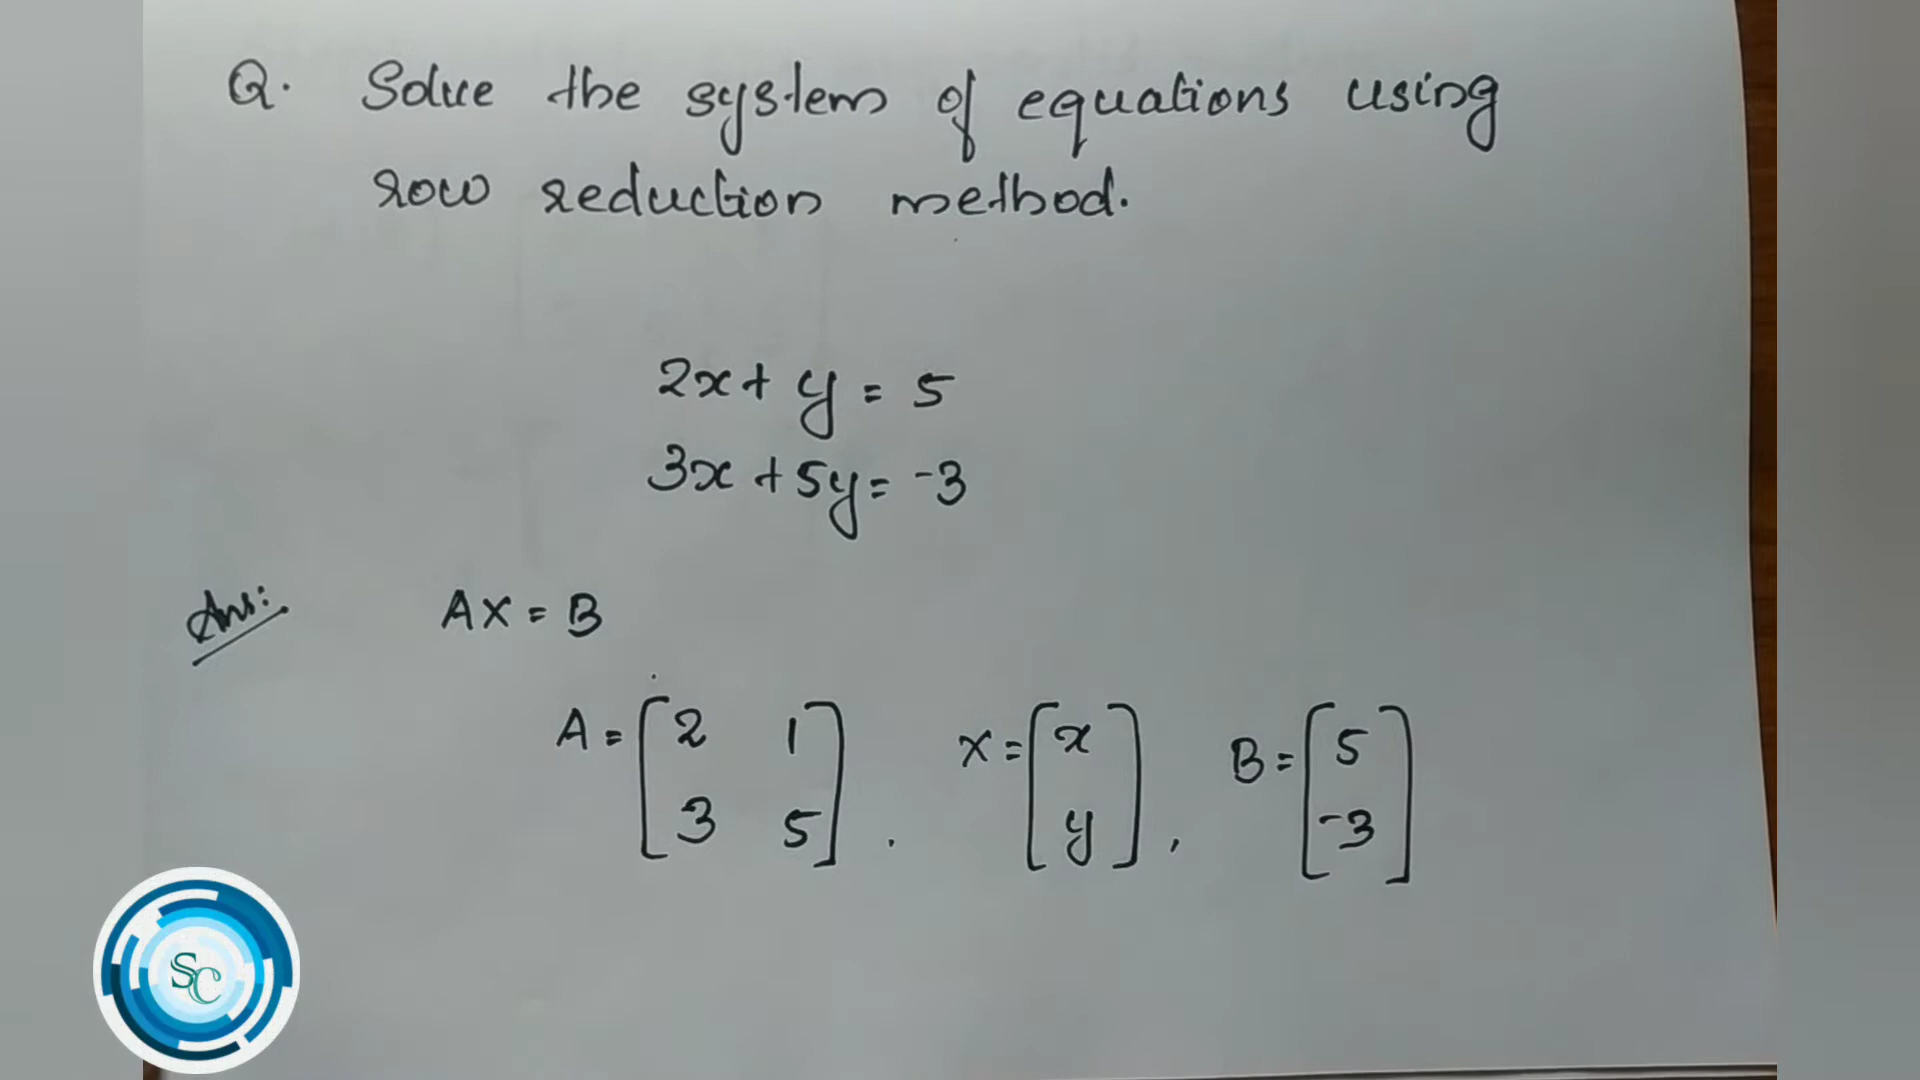 Q. Solve the system of equations using
row reduction method.
2x + y = 5
3x + 5y = -3
Ans:
AX = B
A = [2 1
3 5], X = [x
y], B = [5
-3]
SC